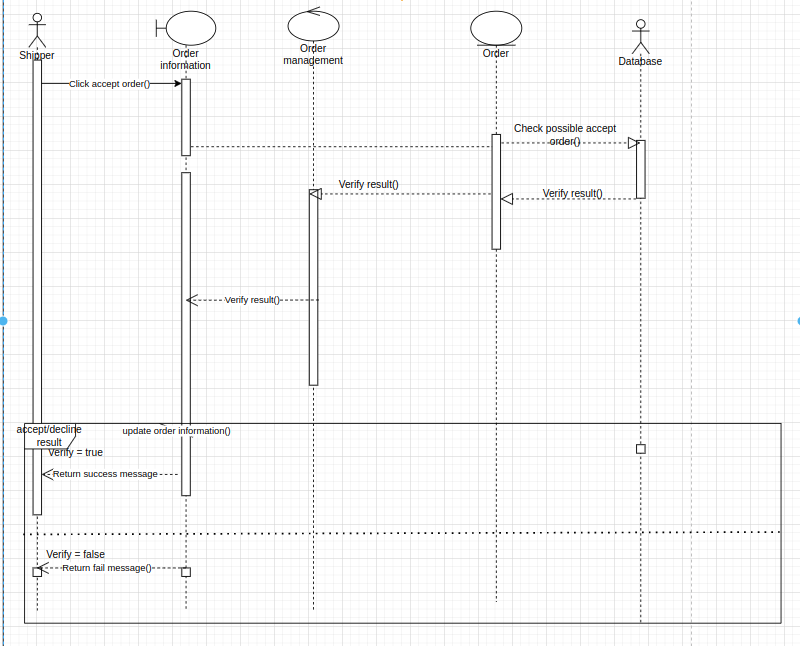 Shipper
Order
information
Order
management
Order
Database
Click accept order()
Check possible accept
order()
Verify result()
Verify result()
Verify result()
accept/decline
result
update order information()
Verify = true
Return success message
Verify = false
Return fail message()